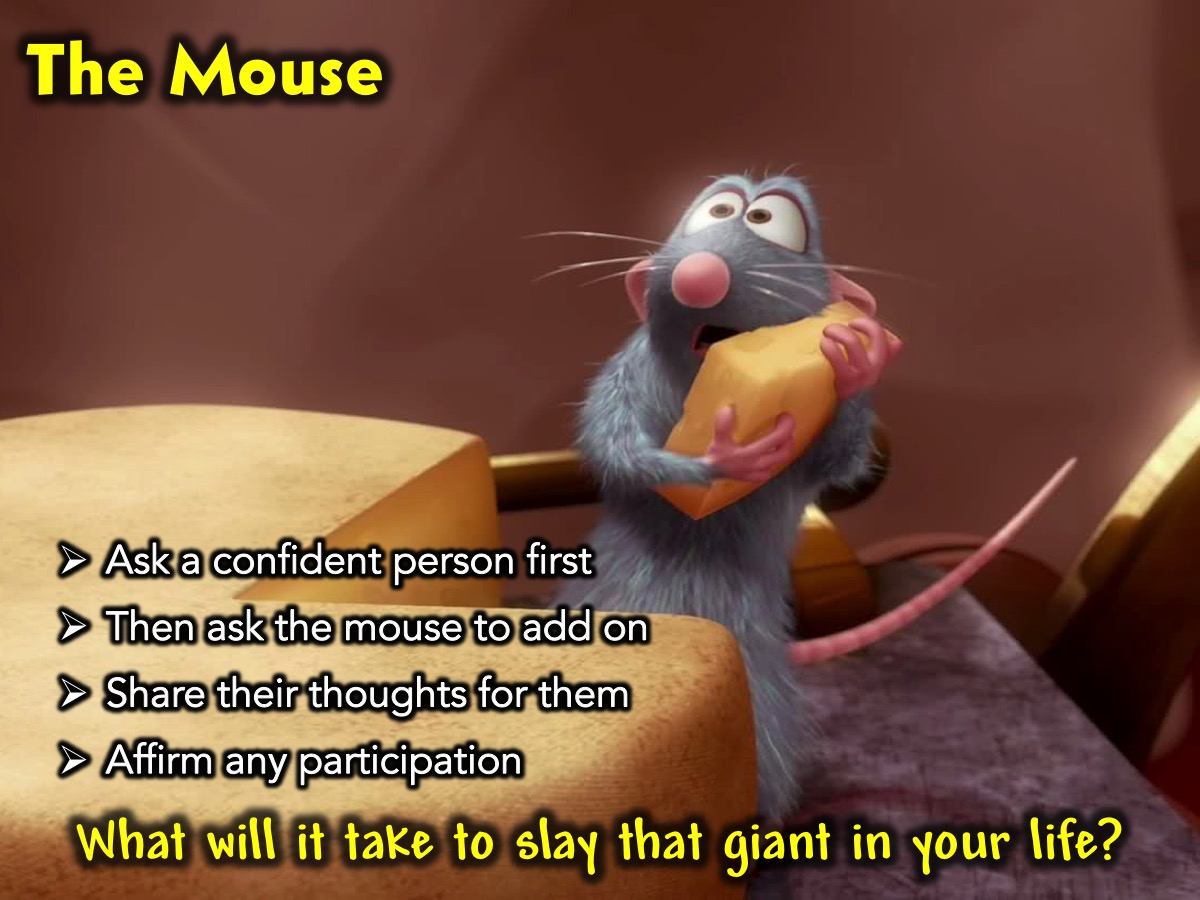 The Mouse
➢ Ask a confident person first
➢ Then ask the mouse to add on
➢ Share their thoughts for them
➢ Affirm any participation
What will it take to slay that giant in your life?